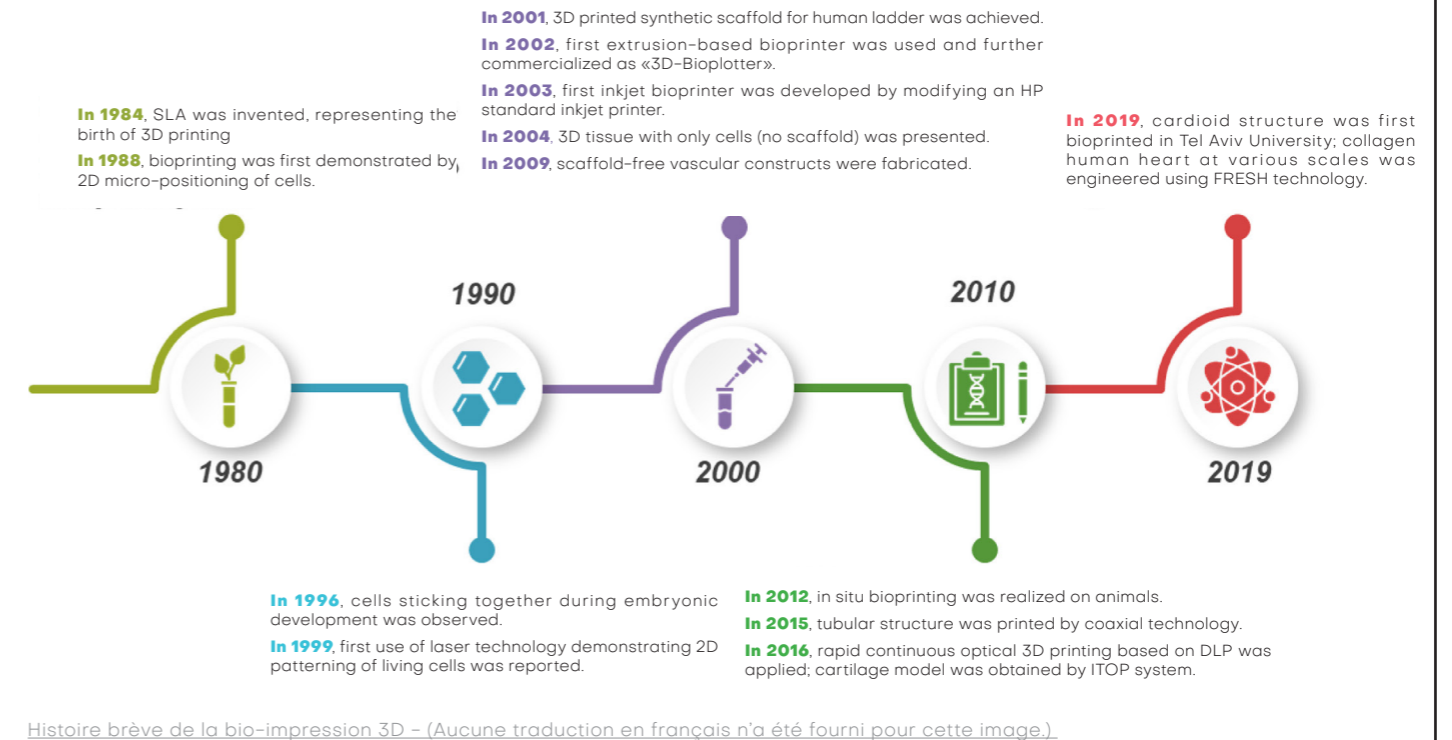 In 1984, SLA was invented, representing the
birth of 3D printing
In 1988, bioprinting was first demonstrated by
2D micro-positioning of cells.
In 2001, 3D printed synthetic scaffold for human ladder was achieved.
In 2002, first extrusion-based bioprinter was used and further
commercialized as «3D-Bioplotter».
In 2003, first inkjet bioprinter was developed by modifying an HP
standard inkjet printer.
In 2004, 3D tissue with only cells (no scaffold) was presented.
In 2009, scaffold-free vascular constructs were fabricated.
In 2019, cardioid structure was first
bioprinted in Tel Aviv University; collagen
human heart at various scales was
engineered using FRESH technology.
1980
1990
2000
2010
2019
In 1996, cells sticking together during embryonic
development was observed.
In 1999, first use of laser technology demonstrating 2D
patterning of living cells was reported.
In 2012, in situ bioprinting was realized on animals.
In 2015, tubular structure was printed by coaxial technology.
In 2016, rapid continuous optical 3D printing based on DLP was
applied; cartilage model was obtained by ITOP system.
Histoire brève de la bio-impression 3D - (Aucune traduction en français n'a été fourni pour cette image.)